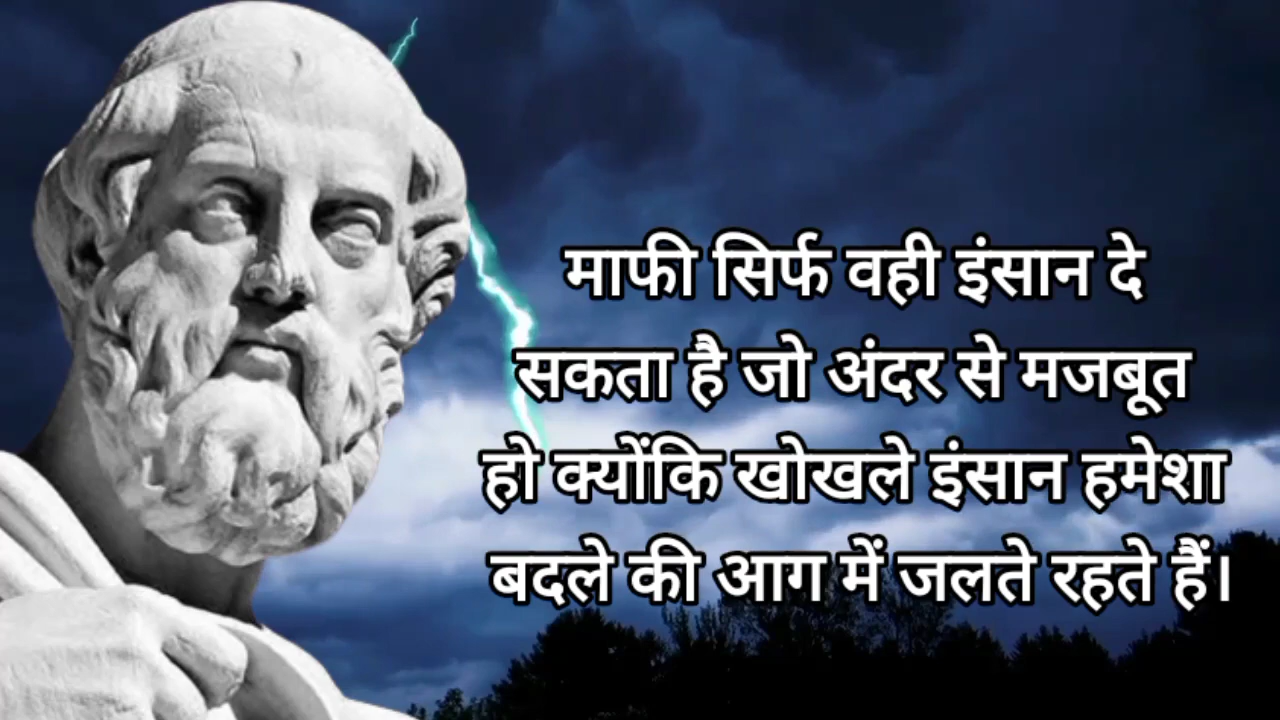 माफी सिर्फ वही इंसान दे
सकता है जो अंदर से मजबूत
हो क्योंकि खोखले इंसान हमेशा
बदले की आग में जलते रहते हैं।